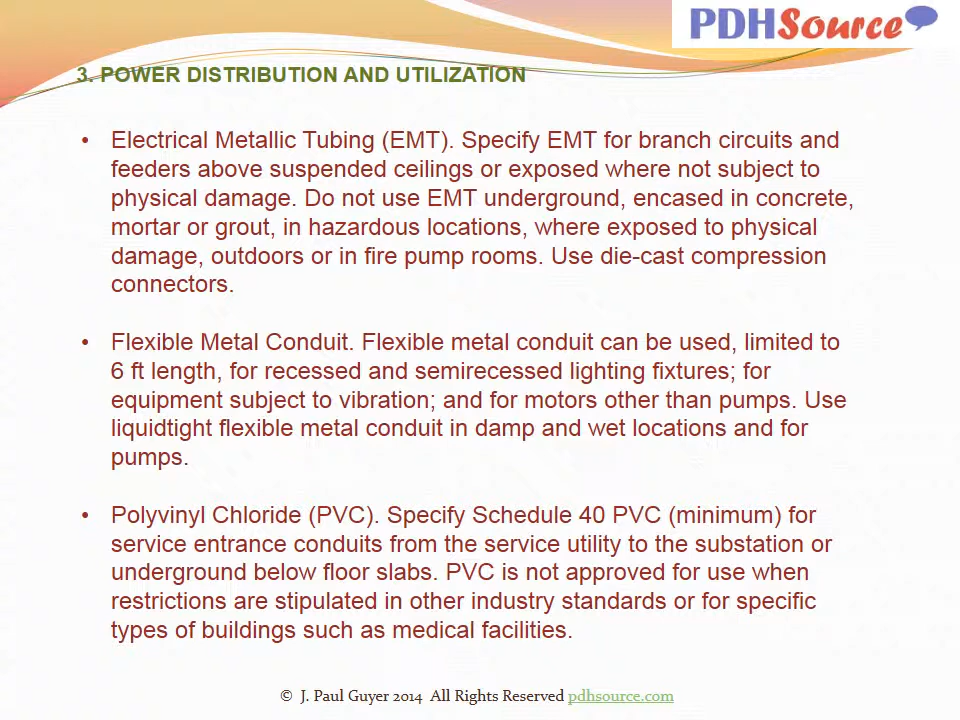 PDHSource
3. POWER DISTRIBUTION AND UTILIZATION
• Electrical Metallic Tubing (EMT). Specify EMT for branch circuits and
feeders above suspended ceilings or exposed where not subject to
physical damage. Do not use EMT underground, encased in concrete,
mortar or grout, in hazardous locations, where exposed to physical
damage, outdoors or in fire pump rooms. Use die-cast compression
connectors.
• Flexible Metal Conduit. Flexible metal conduit can be used, limited to
6 ft length, for recessed and semirecessed lighting fixtures; for
equipment subject to vibration; and for motors other than pumps. Use
liquidtight flexible metal conduit in damp and wet locations and for
pumps.
• Polyvinyl Chloride (PVC). Specify Schedule 40 PVC (minimum) for
service entrance conduits from the service utility to the substation or
underground below floor slabs. PVC is not approved for use when
restrictions are stipulated in other industry standards or for specific
types of buildings such as medical facilities.
© J. Paul Guyer 2014 All Rights Reserved pdhsource.com